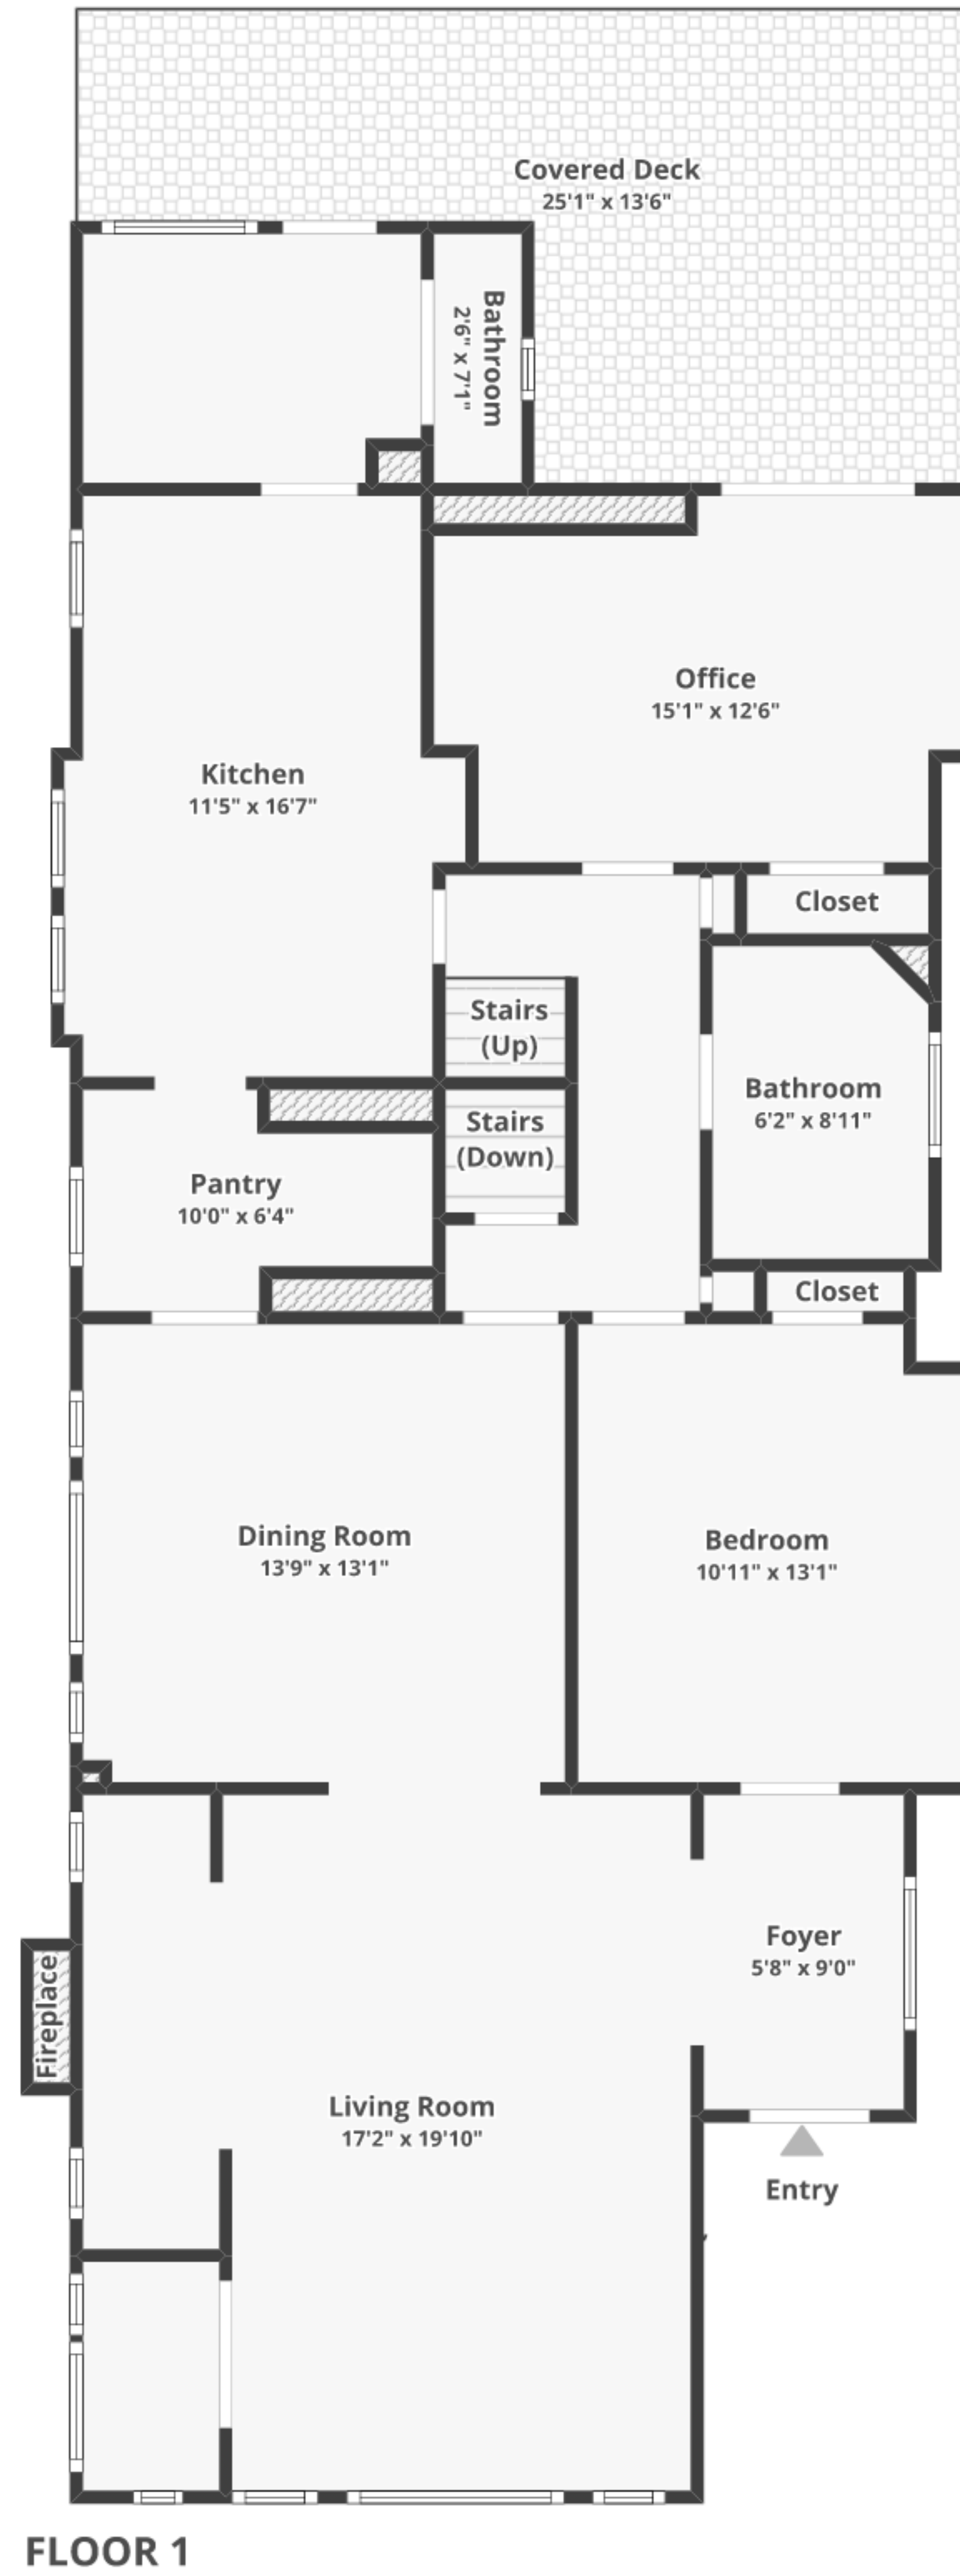 Covered Deck
25'1" x 13'6"
Bathroom
2'6" x 7'1"
Office
15'1" x 12'6"
Kitchen
11'5" x 16'7"
Closet
Stairs
(Up)
Bathroom
6'2" x 8'11"
Stairs
(Down)
Pantry
10'0" x 6'4"
Closet
Dining Room
13'9" x 13'1"
Bedroom
10'11" x 13'1"
Foyer
5'8" x 9'0"
Fireplace
Living Room
17'2" x 19'10"
Entry
FLOOR 1